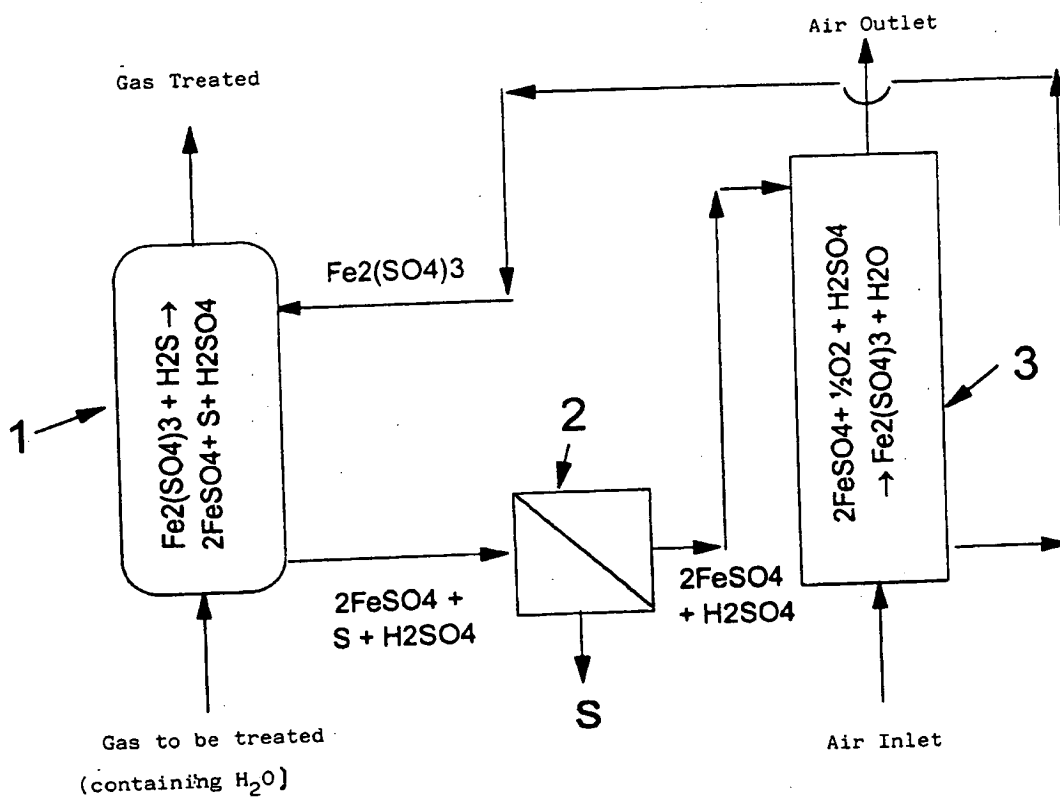 Air Outlet
Gas Treated
Fe2(SO4)3
Fe2(SO4)3 + H2S →
2FeSO4+ S+ H2SO4
2FeSO4+ ½O2 + H2SO4
→ Fe2(SO4)3 + H2O
1
2
3
2FeSO4 +
S + H2SO4
2FeSO4
+ H2SO4
S
Gas to be treated
(containing H₂O)
Air Inlet